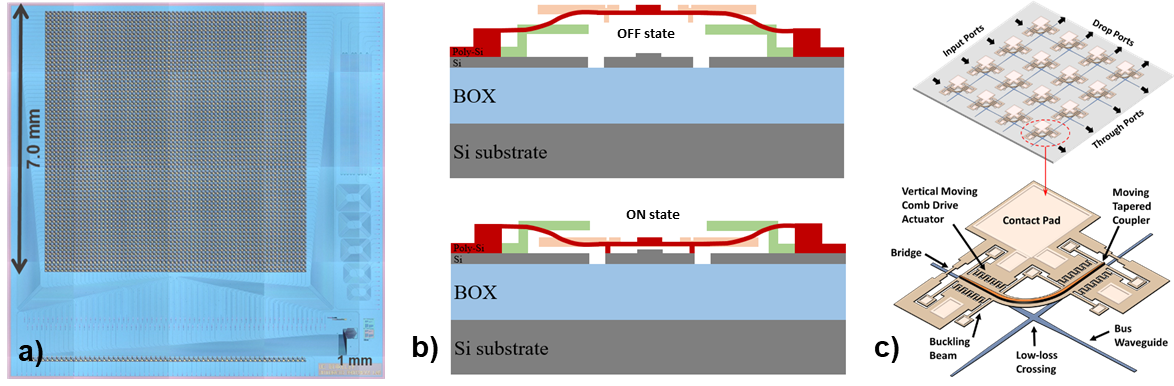 7.0 mm
a)
1 mm
OFF state
Poly-Si
Si
BOX
Si substrate
ON state
Poly-Si
Si
BOX
Si substrate
b)
Input Ports
Drop Ports
Through Ports
Vertical Moving
Comb Drive
Actuator
Contact Pad
Moving
Tapered
Coupler
Bridge
Buckling
Beam
Low-loss
Crossing
Bus
Waveguide
c)